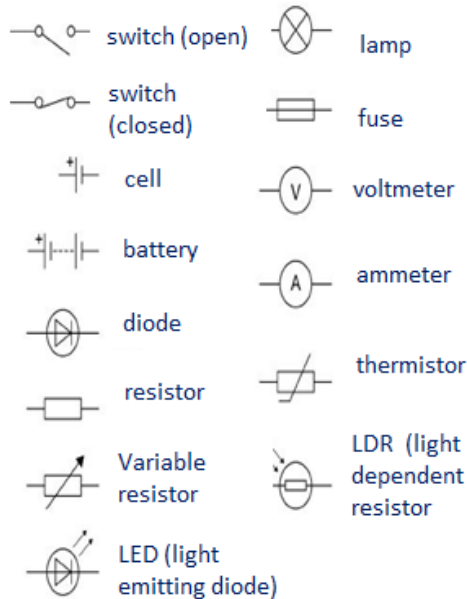 switch (open)
switch
(closed)
+
cell
+
battery
diode
resistor
Variable
resistor
LED (light
emitting diode)
lamp
fuse
V
voltmeter
A
ammeter
thermistor
LDR (light
dependent
resistor